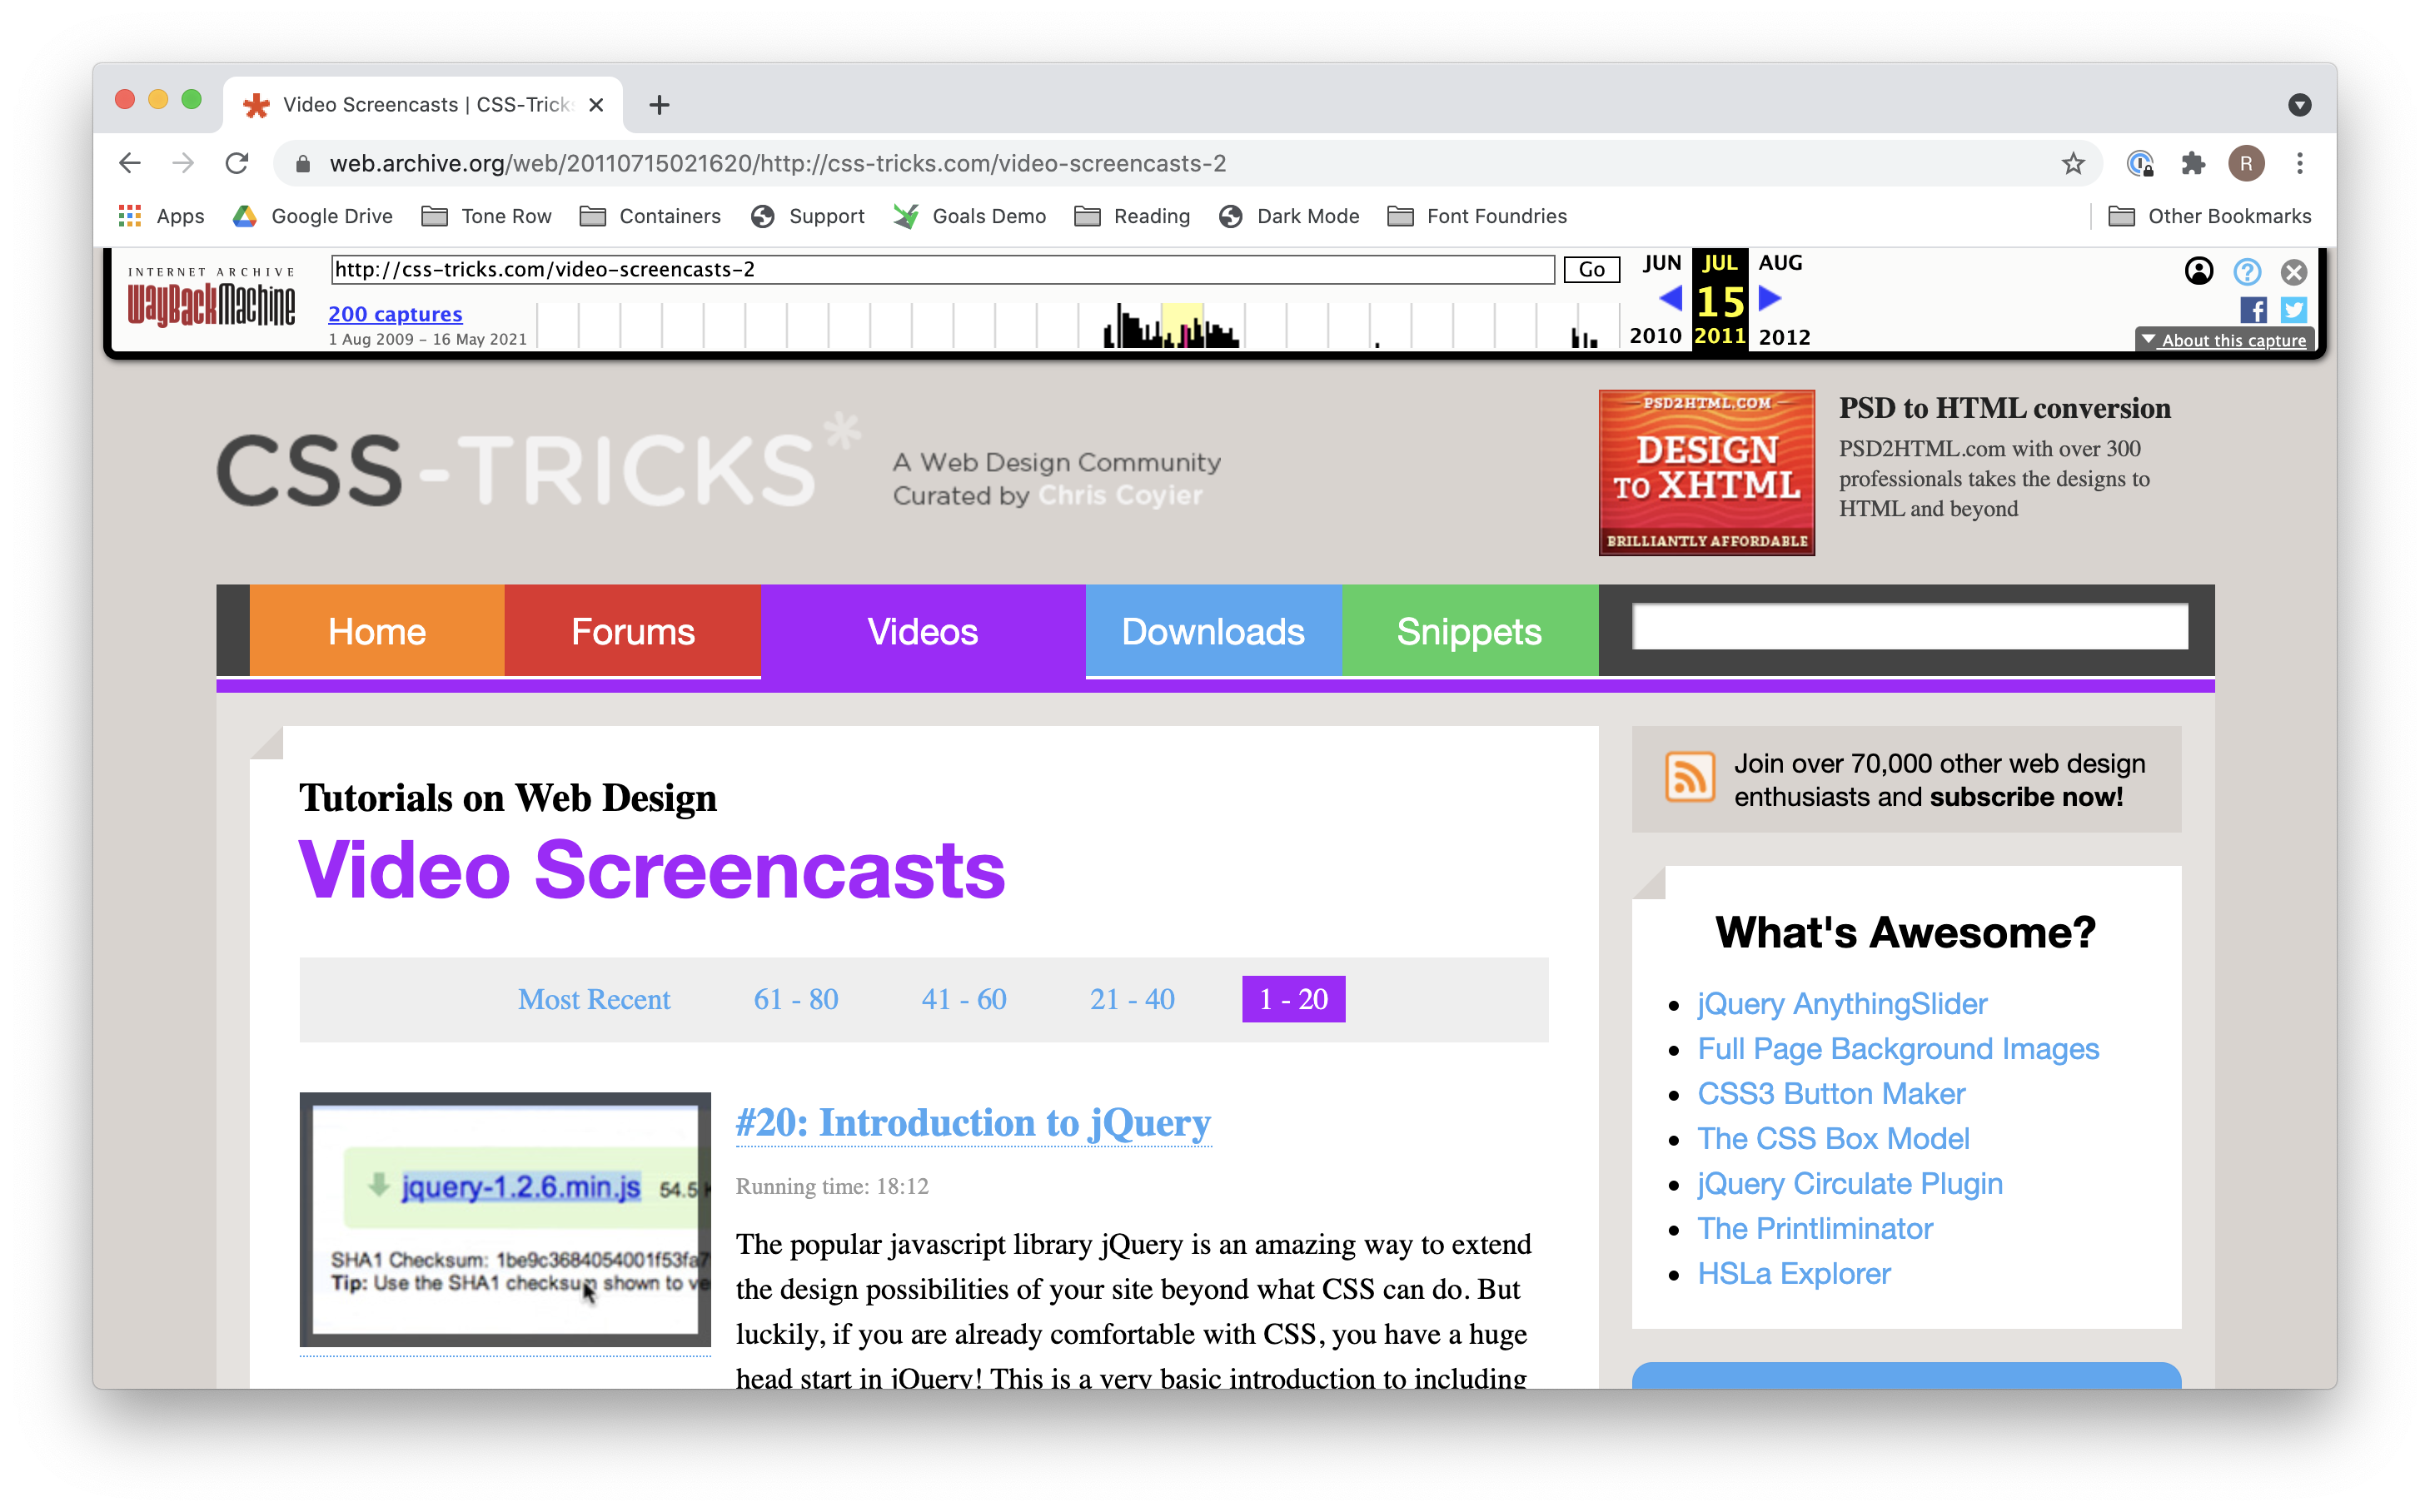 Video Screencasts | CSS-Trick
web.archive.org/web/20110715021620/http://css-tricks.com/video-screencasts-2
R
Apps
Google Drive
Tone Row
Containers
Support
Goals Demo
Reading
Dark Mode
Font Foundries
Other Bookmarks
INTERNET ARCHIVE
WayBackMachine
http://css-tricks.com/video-screencasts-2
Go
200 captures
1 Aug 2009 – 16 May 2021
JUN JUL AUG
15
2010 2011 2012
About this capture
CSS-TRICKS*
A Web Design Community
Curated by Chris Coyier
PSD2HTML.COM
DESIGN
TO XHTML
BRILLIANTLY AFFORDABLE
PSD to HTML conversion
PSD2HTML.com with over 300
professionals takes the designs to
HTML and beyond
Home
Forums
Videos
Downloads
Snippets
Tutorials on Web Design
Video Screencasts
Most Recent
61 - 80
41 - 60
21 - 40
1 - 20
jquery-1.2.6.min.js 54.5
SHA1 Checksum: 1be9c3684054001f53fa7
Tip: Use the SHA1 checksum shown to ve
#20: Introduction to jQuery
Running time: 18:12
The popular javascript library jQuery is an amazing way to extend
the design possibilities of your site beyond what CSS can do. But
luckily, if you are already comfortable with CSS, you have a huge
head start in jQuery! This is a very basic introduction to including
Join over 70,000 other web design
enthusiasts and subscribe now!
What's Awesome?
jQuery AnythingSlider
Full Page Background Images
CSS3 Button Maker
The CSS Box Model
jQuery Circulate Plugin
The Printliminator
HSLa Explorer